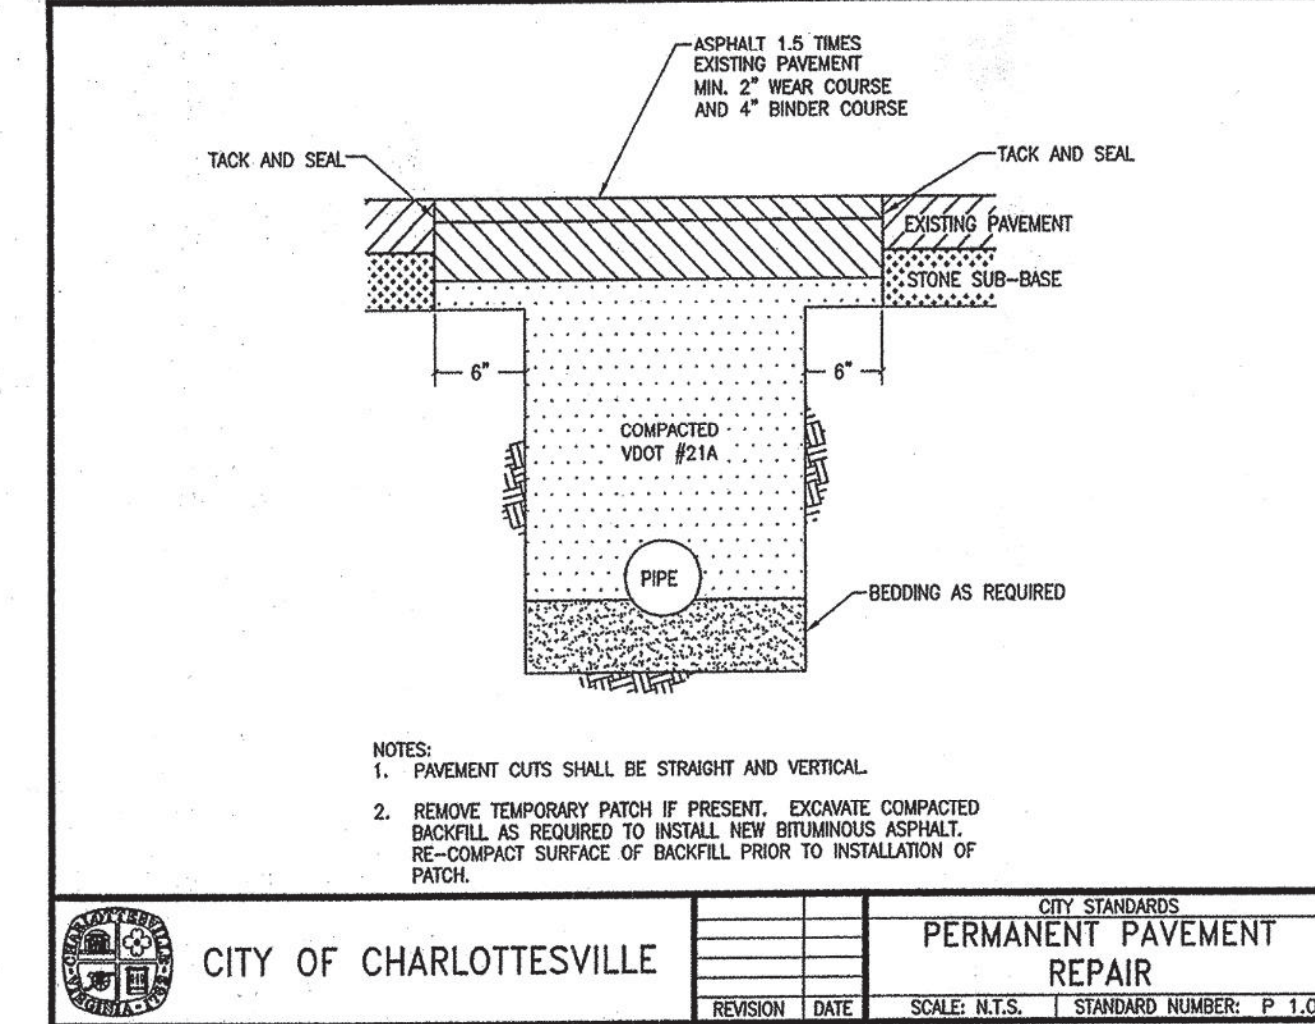 ASPHALT 1.5 TIMES
EXISTING PAVEMENT
MIN. 2" WEAR COURSE
AND 4" BINDER COURSE
TACK AND SEAL
TACK AND SEAL
EXISTING PAVEMENT
STONE SUB-BASE
6"
6"
COMPACTED
VDOT #21A
PIPE
BEDDING AS REQUIRED
NOTES:
1. PAVEMENT CUTS SHALL BE STRAIGHT AND VERTICAL.
2. REMOVE TEMPORARY PATCH IF PRESENT. EXCAVATE COMPACTED
BACKFILL AS REQUIRED TO INSTALL NEW BITUMINOUS ASPHALT.
RE-COMPACT SURFACE OF BACKFILL PRIOR TO INSTALLATION OF
PATCH.
CHARLOTTESVILLE
VIRGINIA
CITY OF CHARLOTTESVILLE
REVISION DATE
CITY STANDARDS
PERMANENT PAVEMENT
REPAIR
SCALE: N.T.S. STANDARD NUMBER: P 1.0